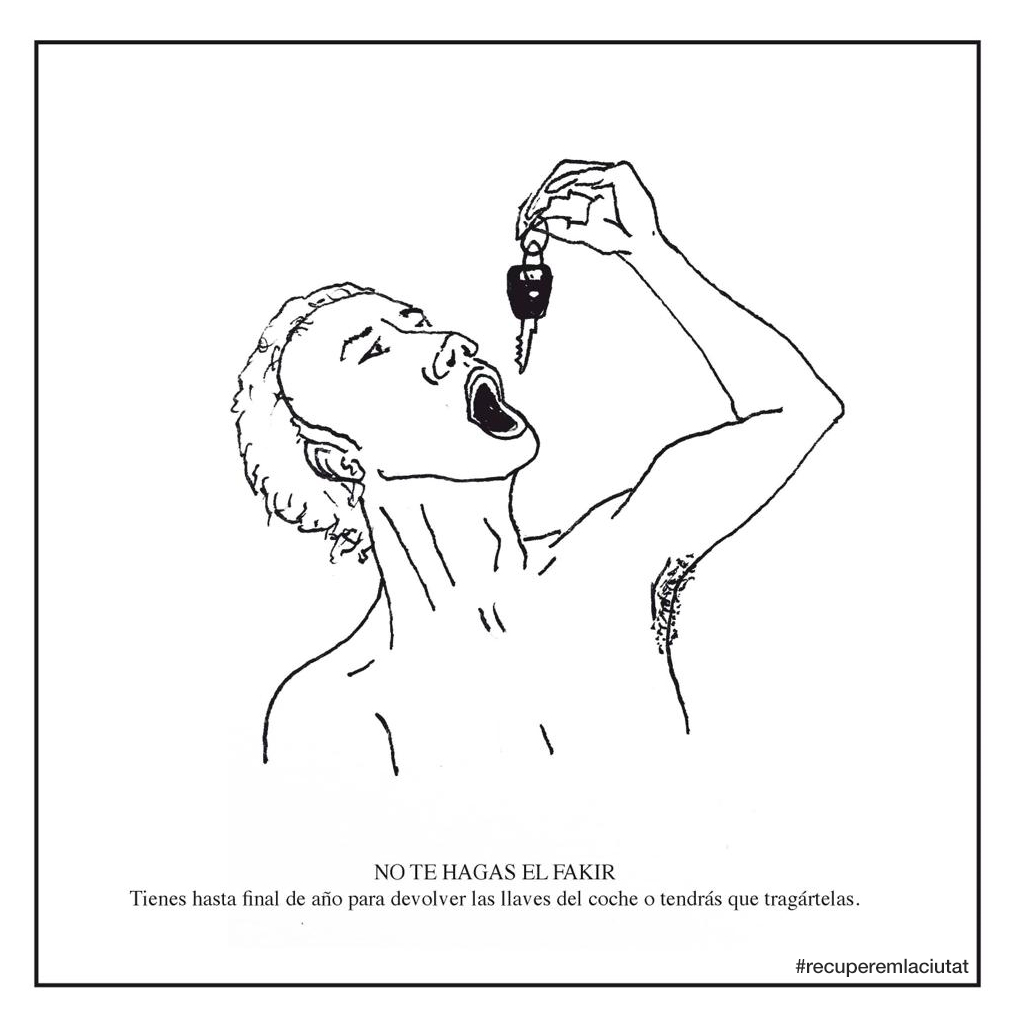 NO TE HAGAS EL FAKIR
Tienes hasta final de año para devolver las llaves del coche o tendrás que tragártelas.
#recuperemlaciutat